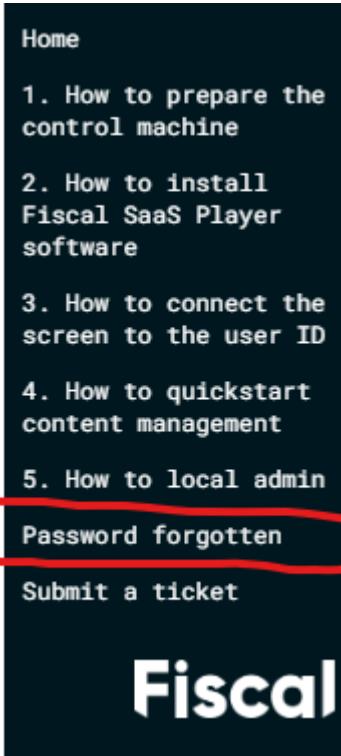 Home
1. How to prepare the
control machine
2. How to install
Fiscal SaaS Player
software
3. How to connect the
screen to the user ID
4. How to quickstart
content management
5. How to local admin
Password forgotten
Submit a ticket
Fiscal